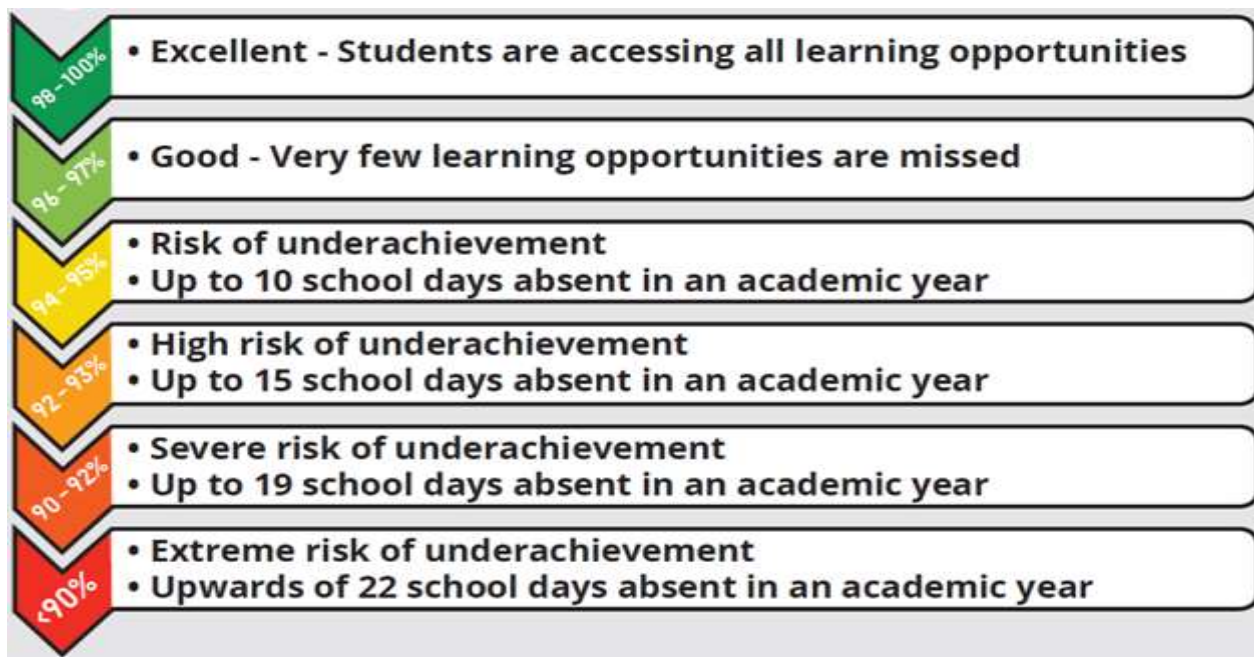 98-100%
• Excellent - Students are accessing all learning opportunities
96-97%
• Good - Very few learning opportunities are missed
94-95%
• Risk of underachievement
• Up to 10 school days absent in an academic year
92-93%
• High risk of underachievement
• Up to 15 school days absent in an academic year
90-92%
• Severe risk of underachievement
• Up to 19 school days absent in an academic year
<90%
• Extreme risk of underachievement
• Upwards of 22 school days absent in an academic year